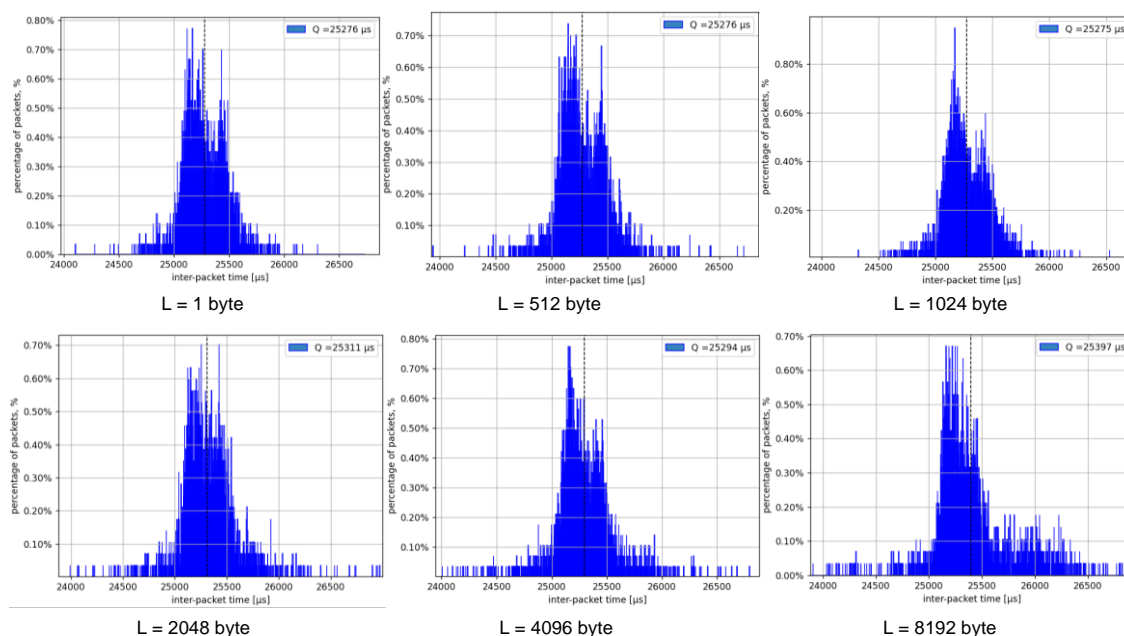 Q =25276 µs
percentage of packets, %
0.80%
0.70%
0.60%
0.50%
0.40%
0.30%
0.20%
0.10%
0.00%
24000 24500 25000 25500 26000 26500
inter-packet time [µs]
L = 1 byte
Q =25276 µs
percentage of packets, %
0.70%
0.60%
0.50%
0.40%
0.30%
0.20%
0.10%
24000 24500 25000 25500 26000 26500
inter-packet time [µs]
L = 512 byte
Q =25275 µs
percentage of packets, %
0.80%
0.60%
0.40%
0.20%
24000 24500 25000 25500 26000 26500
inter-packet time [µs]
L = 1024 byte
Q =25311 µs
percentage of packets, %
0.70%
0.60%
0.50%
0.40%
0.30%
0.20%
0.10%
24000 24500 25000 25500 26000 26500
inter-packet time [µs]
L = 2048 byte
Q =25294 µs
percentage of packets, %
0.80%
0.70%
0.60%
0.50%
0.40%
0.30%
0.20%
0.10%
24000 24500 25000 25500 26000 26500
inter-packet time [µs]
L = 4096 byte
Q =25397 µs
percentage of packets, %
0.70%
0.60%
0.50%
0.40%
0.30%
0.20%
0.10%
0.00%
24000 24500 25000 25500 26000 26500
inter-packet time [µs]
L = 8192 byte